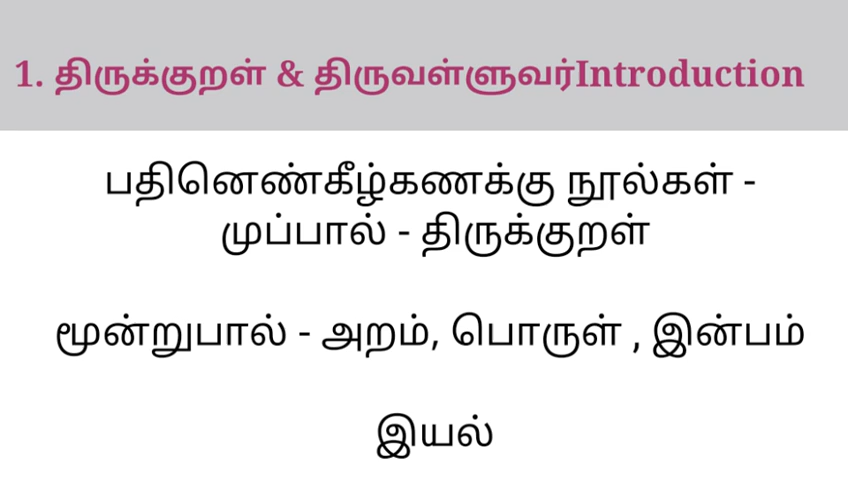 1. திருக்குறள் & திருவள்ளுவர்Introduction
பதினெண்கீழ்கணக்கு நூல்கள் -
முப்பால் - திருக்குறள்
மூன்றுபால் - அறம், பொருள் , இன்பம்
இயல்